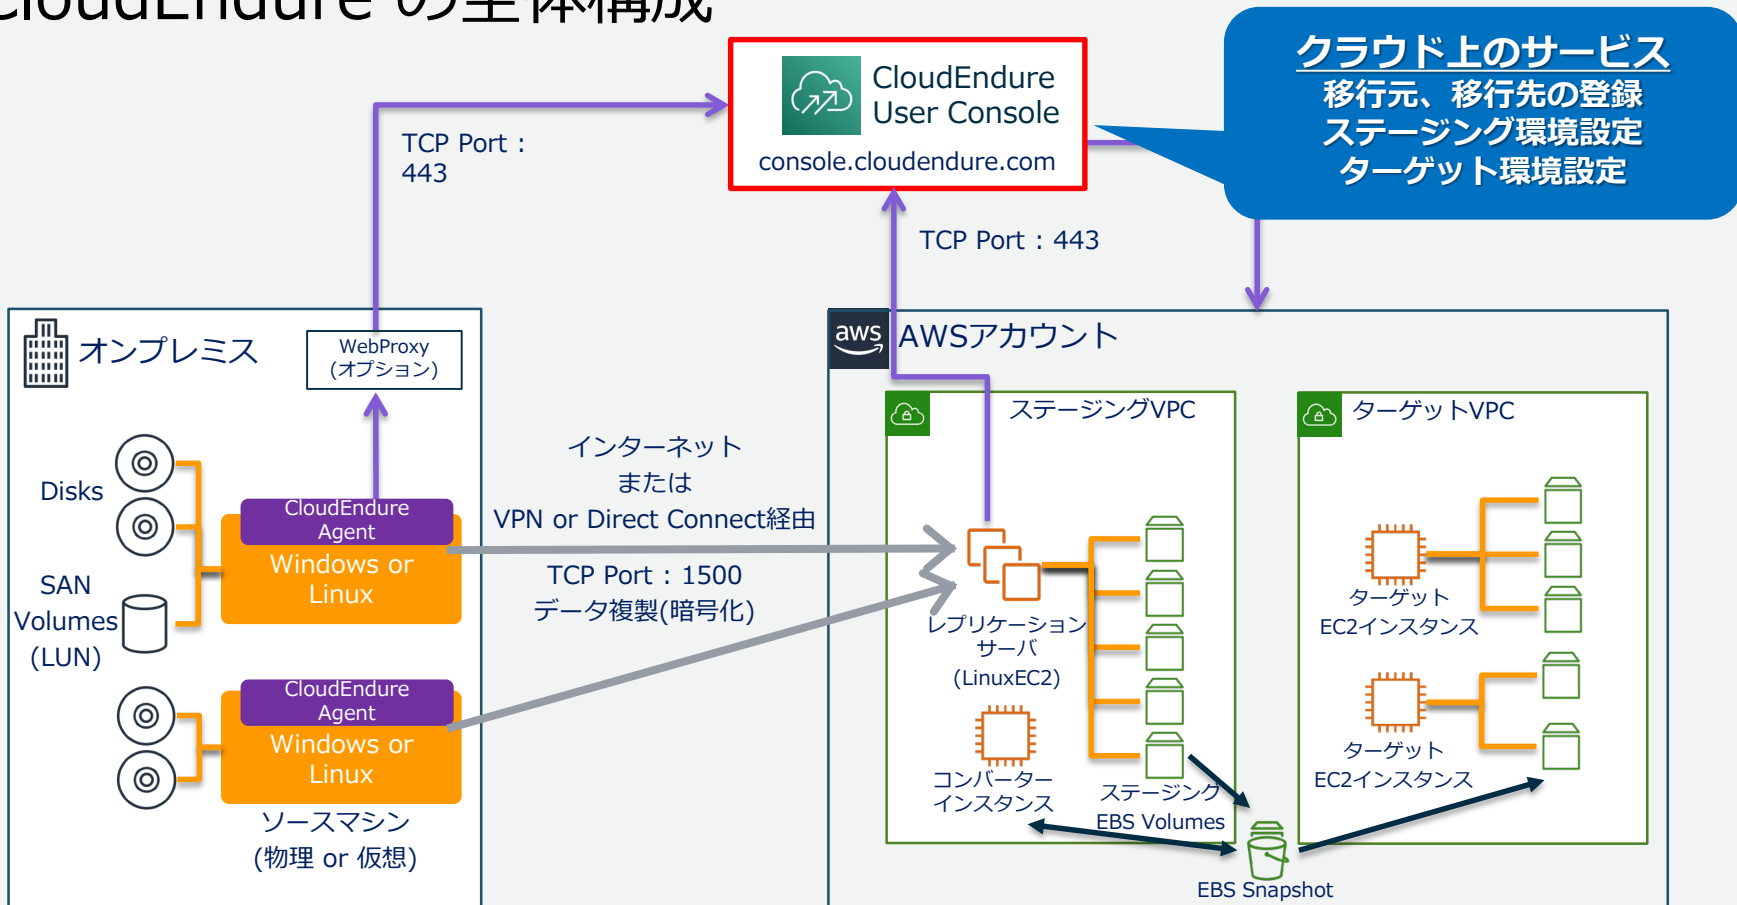 CloudEndure の全体構成
CloudEndure
User Console
console.cloudendure.com
クラウド上のサービス
移行元、移行先の登録
ステージング環境設定
ターゲット環境設定
TCP Port :
443
TCP Port : 443
オンプレミス
WebProxy
(オプション)
Disks
SAN
Volumes
(LUN)
CloudEndure
Agent
Windows or
Linux
CloudEndure
Agent
Windows or
Linux
ソースマシン
(物理 or 仮想)
インターネット
または
VPN or Direct Connect経由
TCP Port : 1500
データ複製(暗号化)
aws
AWSアカウント
ステージングVPC
レプリケーション
サーバ
(LinuxEC2)
コンバーター
インスタンス
ステージング
EBS Volumes
EBS Snapshot
ターゲットVPC
ターゲット
EC2インスタンス
ターゲット
EC2インスタンス